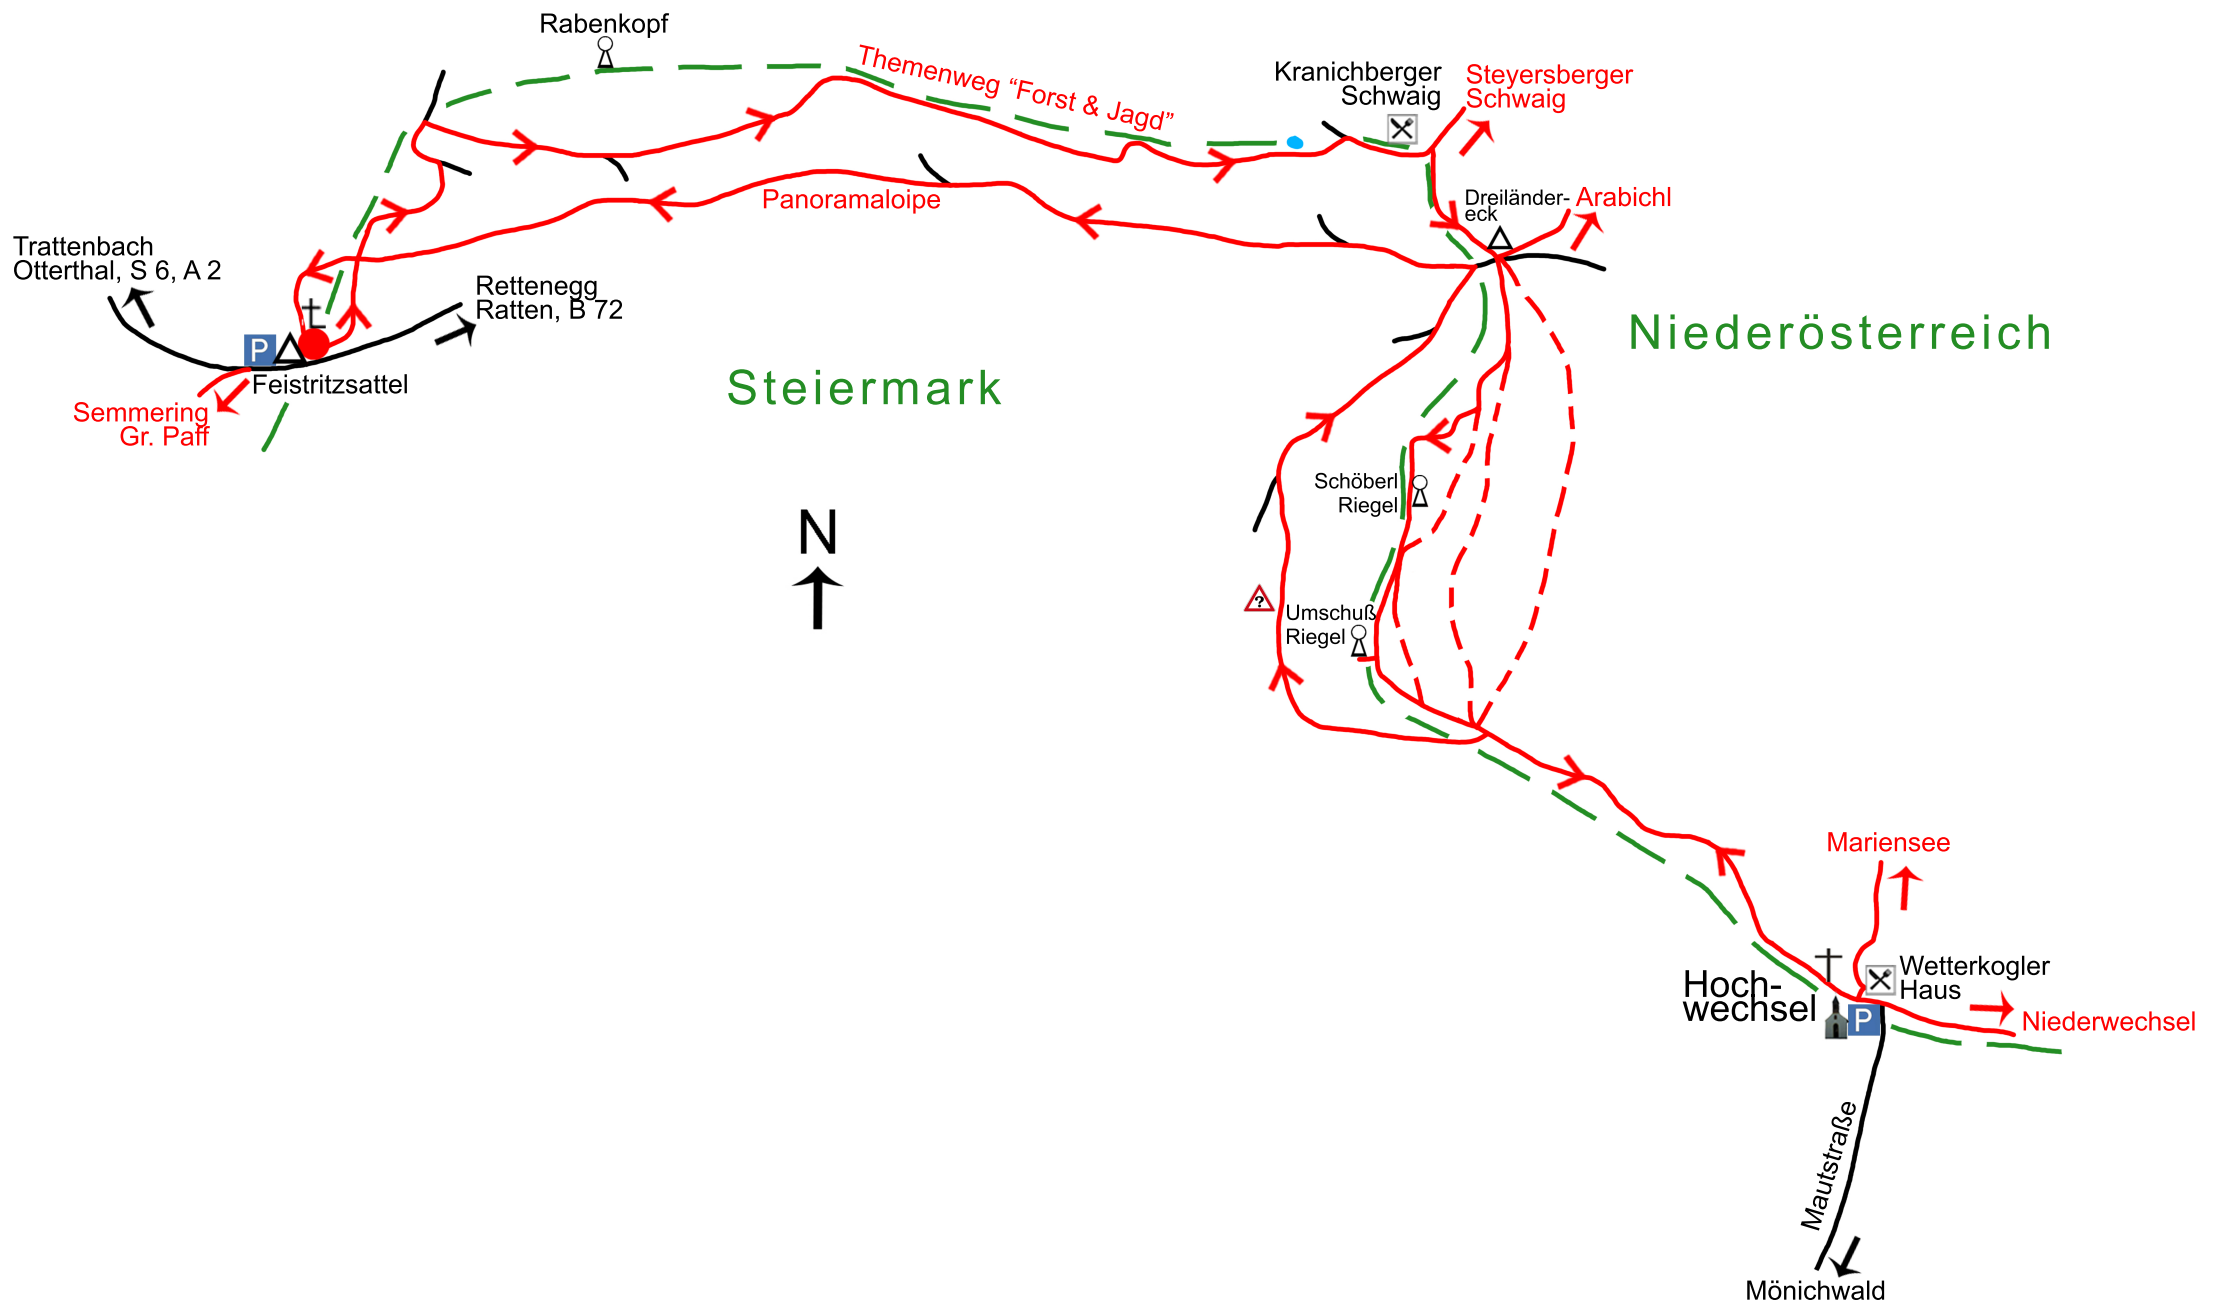 Rabenkopf
Themenweg “Forst & Jagd”
Kranichberger
Schwaig
Steyersberger
Schwaig
Dreiländer-
eck
Arabichl
Panoramaloipe
Trattenbach
Otterthal, S 6, A 2
Rettenegg
Ratten, B 72
P
Feistritzsattel
Semmering
Gr. Paff
Steiermark
Niederösterreich
N
Schöberl
Riegel
?
Umschuß
Riegel
Mariensee
Wetterkogler
Haus
Hoch-
wechsel
P
Niederwechsel
Mautstraße
Mönichwald